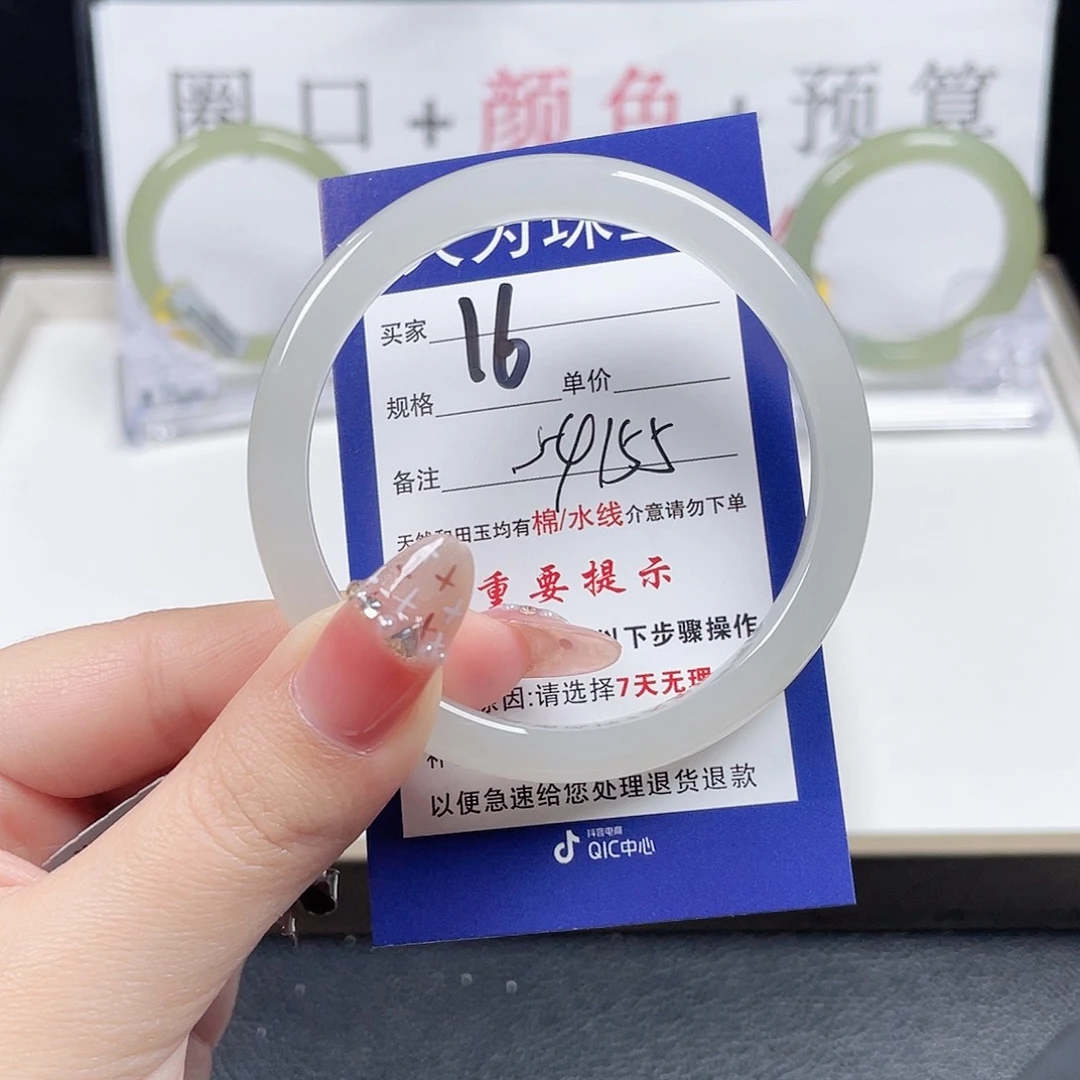 圈口+颜色+预算
买家 16
规格 单价
备注 549155
天然和田玉均有棉/水线介意请勿下单
重要提示
以下步骤操作
原因:请选择7天无理
以便急速给您处理退货退款
抖音电商
QIC中心